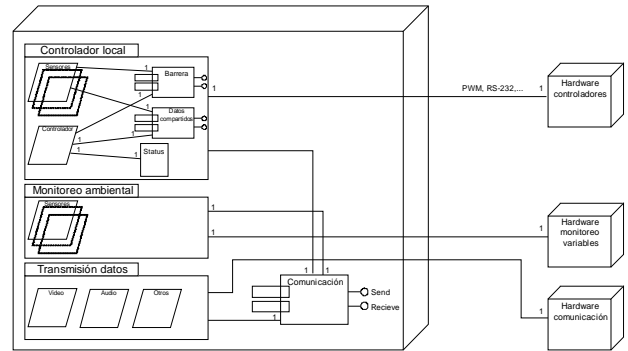 Controlador local
Sensores
1
Barrera
1
1
1
Datos
compartidos
1
Controlador
1
1
1
Status
1
PWM, RS-232,...
1
Hardware
controladores
Monitoreo ambiental
Sensores
1
1
1
Hardware
monitoreo
variables
Transmisión datos
Video
Audio
Otros
1
1
1
Comunicación
Send
Recieve
1
Hardware
comunicación